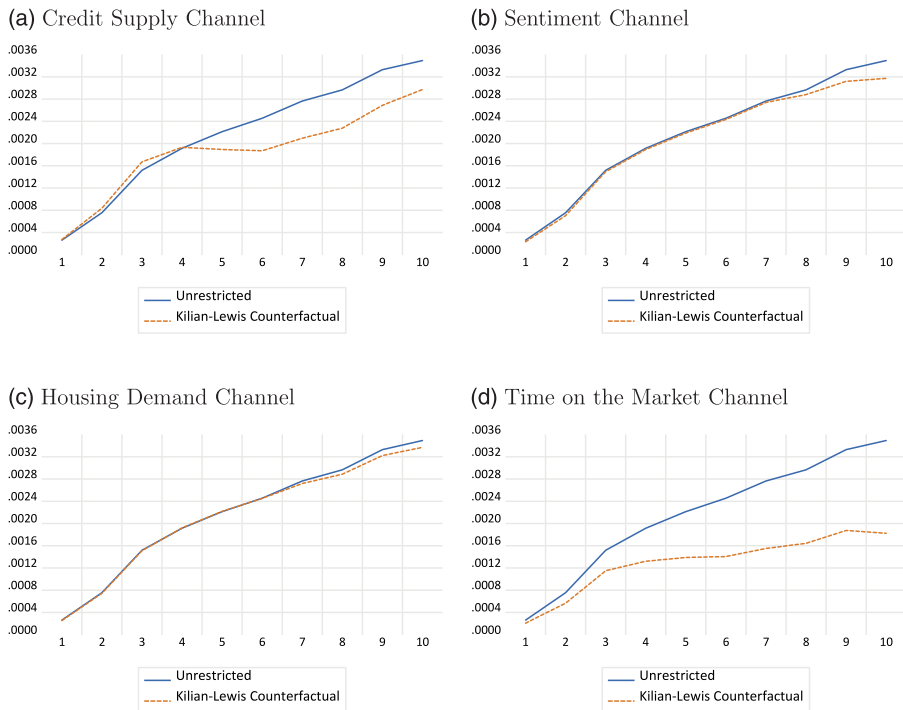 (a) Credit Supply Channel
.0036
.0032
.0028
.0024
.0020
.0016
.0012
.0008
.0004
.0000
1 2 3 4 5 6 7 8 9 10
Unrestricted
Kilian-Lewis Counterfactual
(b) Sentiment Channel
.0036
.0032
.0028
.0024
.0020
.0016
.0012
.0008
.0004
.0000
1 2 3 4 5 6 7 8 9 10
Unrestricted
Kilian-Lewis Counterfactual
(c) Housing Demand Channel
.0036
.0032
.0028
.0024
.0020
.0016
.0012
.0008
.0004
.0000
1 2 3 4 5 6 7 8 9 10
Unrestricted
Kilian-Lewis Counterfactual
(d) Time on the Market Channel
.0036
.0032
.0028
.0024
.0020
.0016
.0012
.0008
.0004
.0000
1 2 3 4 5 6 7 8 9 10
Unrestricted
Kilian-Lewis Counterfactual